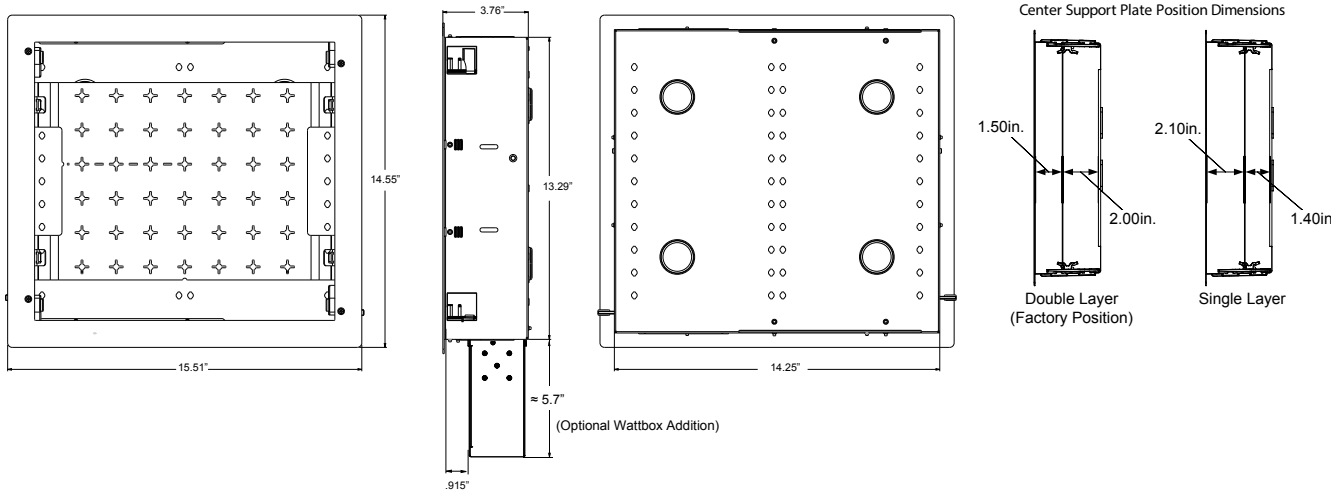 3.76”
Center Support Plate Position Dimensions
1.50in.
2.10in.
14.55”
13.29”
2.00in.
1.40in
Double Layer
(Factory Position)
Single Layer
15.51”
14.25”
≈ 5.7”
(Optional Wattbox Addition)
.915”